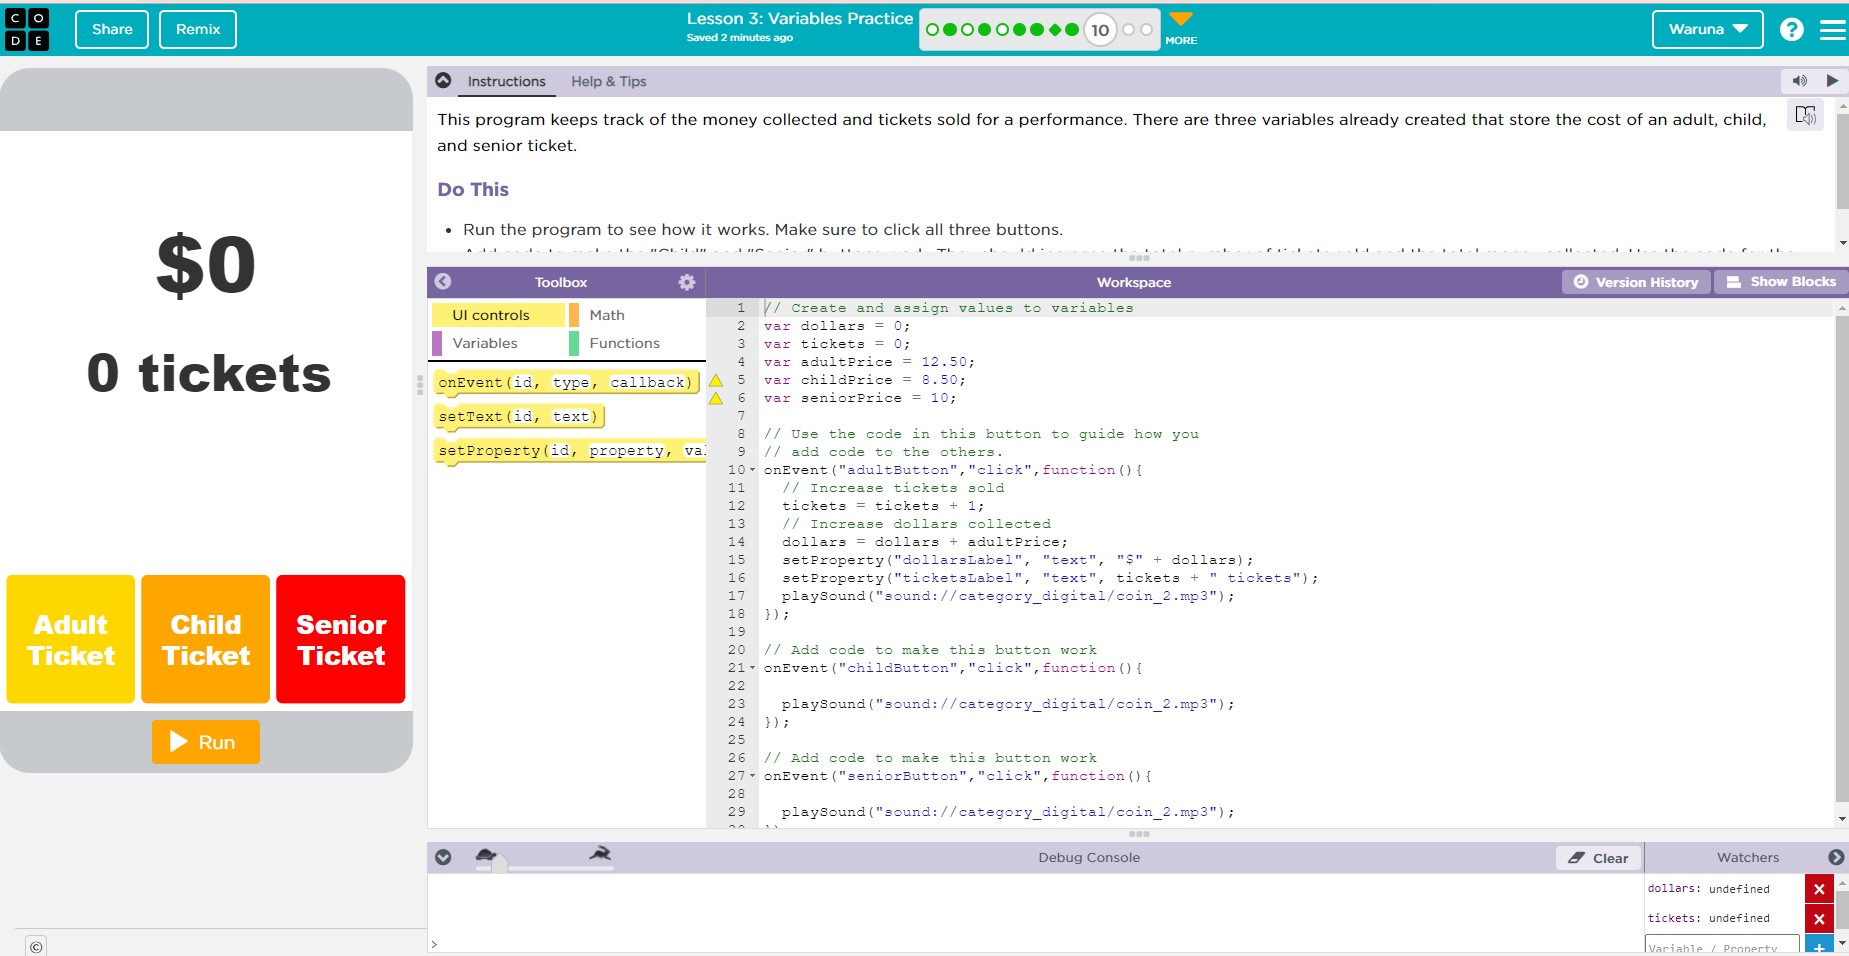 CODE
Share
Remix
Lesson 3: Variables Practice
Saved 2 minutes ago
10
MORE
Waruna
?
Instructions
Help & Tips
This program keeps track of the money collected and tickets sold for a performance. There are three variables already created that store the cost of an adult, child,
and senior ticket.
Do This
• Run the program to see how it works. Make sure to click all three buttons.
$0
0 tickets
Adult
Ticket
Child
Ticket
Senior
Ticket
Run
©
Toolbox
UI controls
Math
Variables
Functions
onEvent(id, type, callback)
setText(id, text)
setProperty(id, property, val
Workspace
Version History
Show Blocks
1 // Create and assign values to variables
2 var dollars = 0;
3 var tickets = 0;
4 var adultPrice = 12.50;
5 var childPrice = 8.50;
6 var seniorPrice = 10;
7
8 // Use the code in this button to guide how you
9 // add code to the others.
10 onEvent("adultButton","click",function(){
11 // Increase tickets sold
12 tickets = tickets + 1;
13 // Increase dollars collected
14 dollars = dollars + adultPrice;
15 setProperty("dollarsLabel", "text", "$" + dollars);
16 setProperty("ticketsLabel", "text", tickets + " tickets");
17 playSound("sound://category_digital/coin_2.mp3");
18 });
19
20 // Add code to make this button work
21 onEvent("childButton","click",function(){
22
23 playSound("sound://category_digital/coin_2.mp3");
24 });
25
26 // Add code to make this button work
27 onEvent("seniorButton","click",function(){
28
29 playSound("sound://category_digital/coin_2.mp3");
Debug Console
Clear
Watchers
>
dollars: undefined
tickets: undefined
Variable / Property